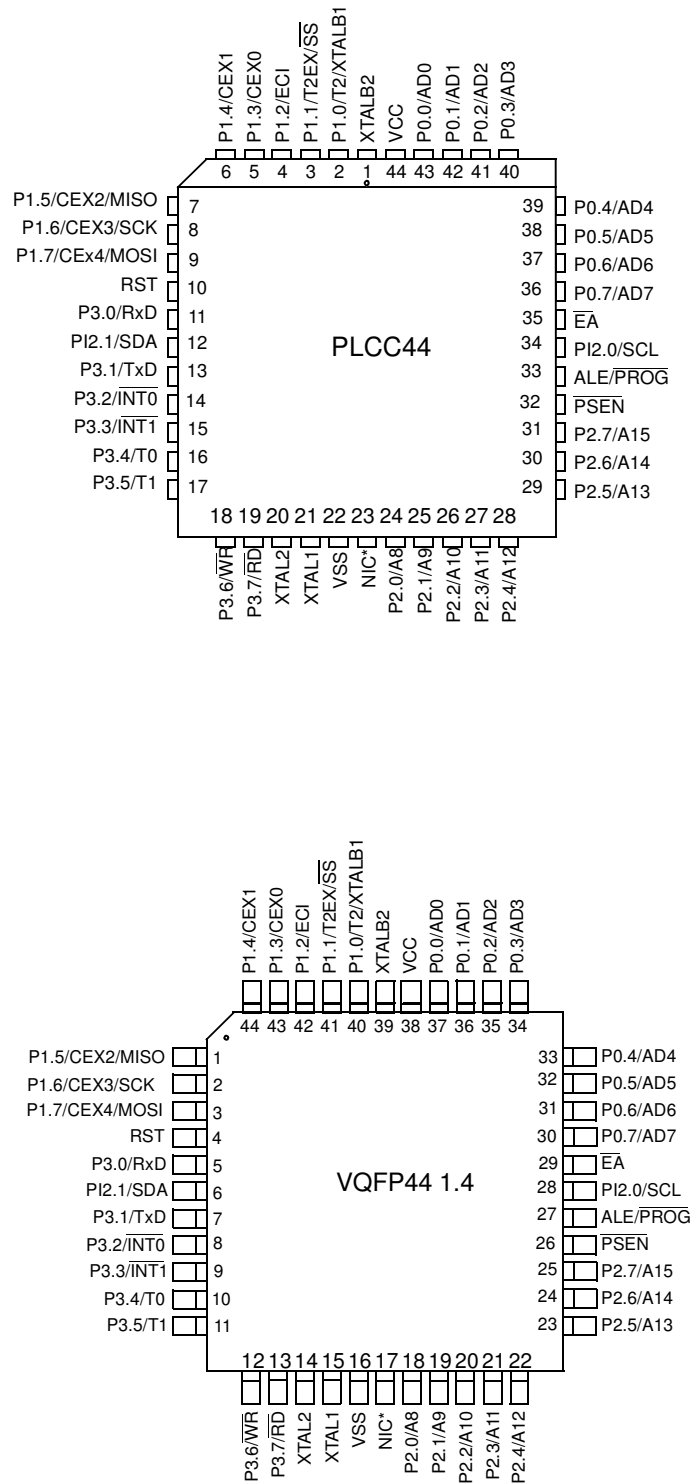 P1.4/CEX1
P1.3/CEX0
P1.2/ECI
P1.1/T2EX/S̅S̅
P1.0/T2/XTALB1
XTALB2
VCC
P0.0/AD0
P0.1/AD1
P0.2/AD2
P0.3/AD3
6 5 4 3 2 1 44 43 42 41 40
P1.5/CEX2/MISO 7
P1.6/CEX3/SCK 8
P1.7/CEx4/MOSI 9
RST 10
P3.0/RxD 11
PI2.1/SDA 12
P3.1/TxD 13
P3.2/I̅N̅T̅0̅ 14
P3.3/I̅N̅T̅1̅ 15
P3.4/T0 16
P3.5/T1 17
PLCC44
39 P0.4/AD4
38 P0.5/AD5
37 P0.6/AD6
36 P0.7/AD7
35 E̅A̅
34 PI2.0/SCL
33 ALE/P̅R̅O̅G̅
32 P̅S̅E̅N̅
31 P2.7/A15
30 P2.6/A14
29 P2.5/A13
18 19 20 21 22 23 24 25 26 27 28
P3.6/W̅R̅
P3.7/R̅D̅
XTAL2
XTAL1
VSS
NIC*
P2.0/A8
P2.1/A9
P2.2/A10
P2.3/A11
P2.4/A12
P1.4/CEX1
P1.3/CEX0
P1.2/ECI
P1.1/T2EX/S̅S̅
P1.0/T2/XTALB1
XTALB2
VCC
P0.0/AD0
P0.1/AD1
P0.2/AD2
P0.3/AD3
44 43 42 41 40 39 38 37 36 35 34
P1.5/CEX2/MISO 1
P1.6/CEX3/SCK 2
P1.7/CEX4/MOSI 3
RST 4
P3.0/RxD 5
PI2.1/SDA 6
P3.1/TxD 7
P3.2/I̅N̅T̅0̅ 8
P3.3/I̅N̅T̅1̅ 9
P3.4/T0 10
P3.5/T1 11
VQFP44 1.4
33 P0.4/AD4
32 P0.5/AD5
31 P0.6/AD6
30 P0.7/AD7
29 E̅A̅
28 PI2.0/SCL
27 ALE/P̅R̅O̅G̅
26 P̅S̅E̅N̅
25 P2.7/A15
24 P2.6/A14
23 P2.5/A13
12 13 14 15 16 17 18 19 20 21 22
P3.6/W̅R̅
P3.7/R̅D̅
XTAL2
XTAL1
VSS
NIC*
P2.0/A8
P2.1/A9
P2.2/A10
P2.3/A11
P2.4/A12